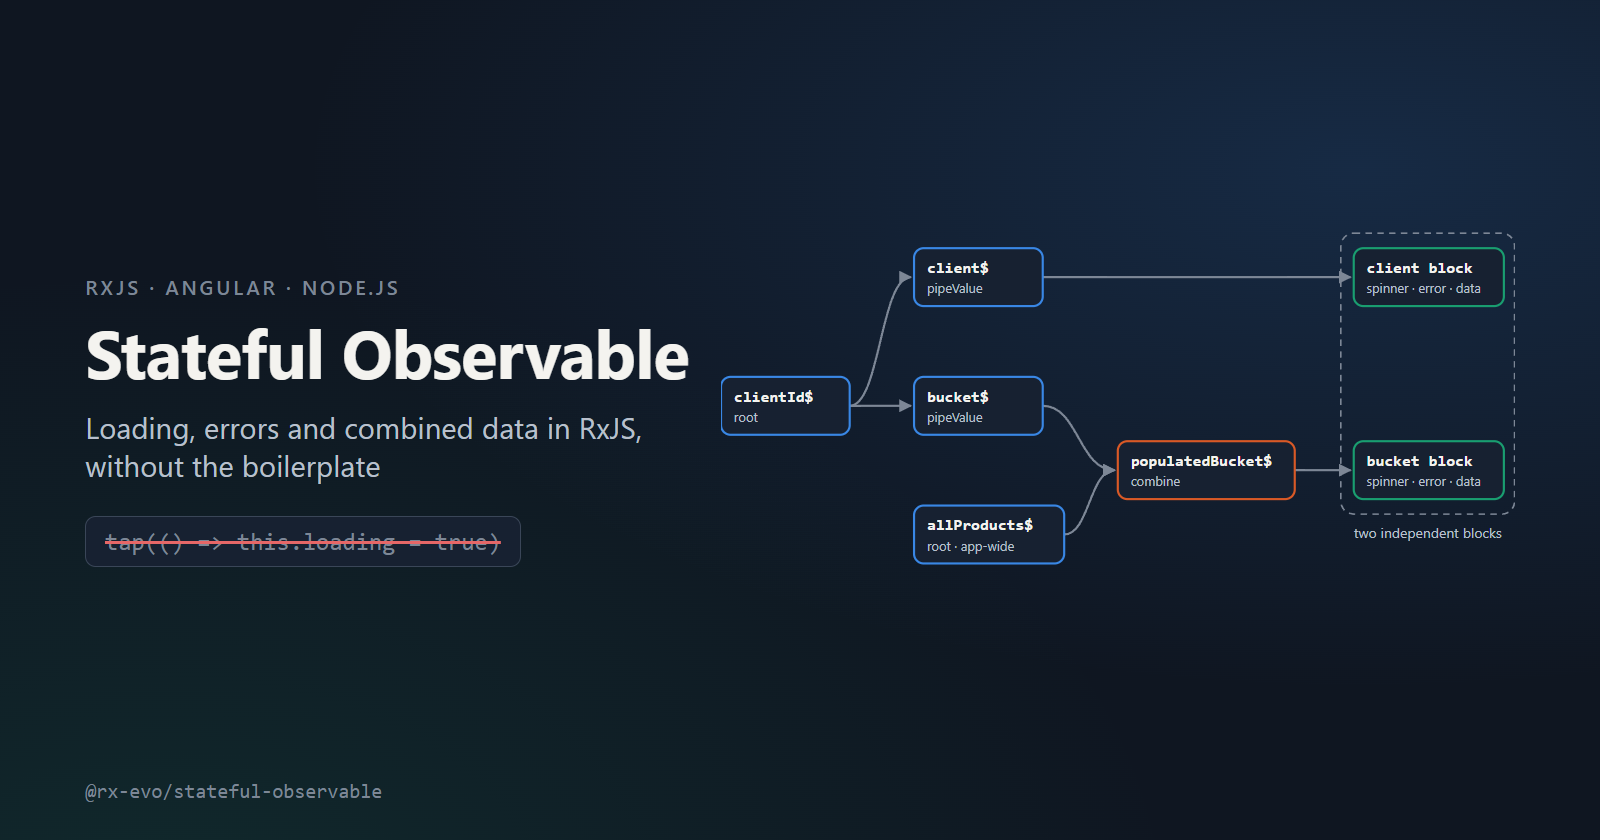 RXJS · ANGULAR · NODE.JS
Stateful Observable
Loading, errors and combined data in RxJS,
without the boilerplate
tap(() => this.loading = true)
@rx-evo/stateful-observable
clientId$
root
client$
pipeValue
bucket$
pipeValue
allProducts$
root · app-wide
populatedBucket$
combine
client block
spinner · error · data
bucket block
spinner · error · data
two independent blocks